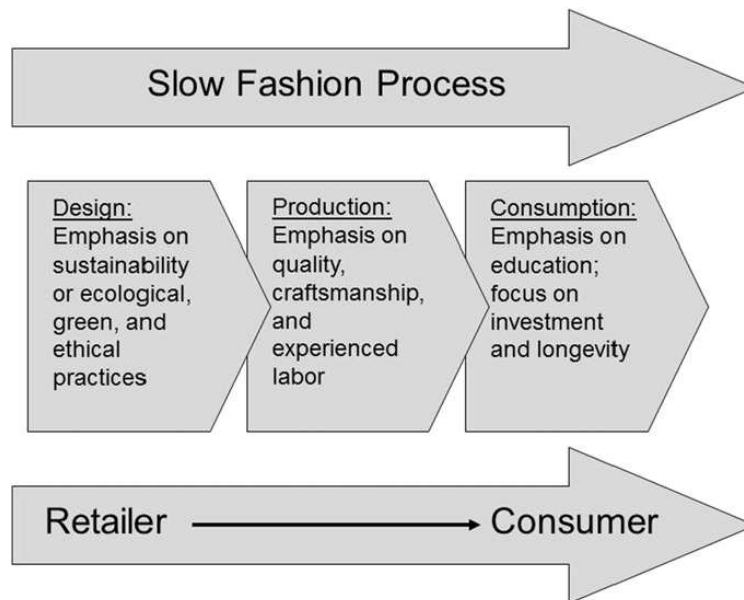 Slow Fashion Process
Design:
Emphasis on
sustainability
or ecological,
green, and
ethical
practices
Production:
Emphasis on
quality,
craftsmanship,
and
experienced
labor
Consumption:
Emphasis on
education;
focus on
investment
and longevity
Retailer
Consumer